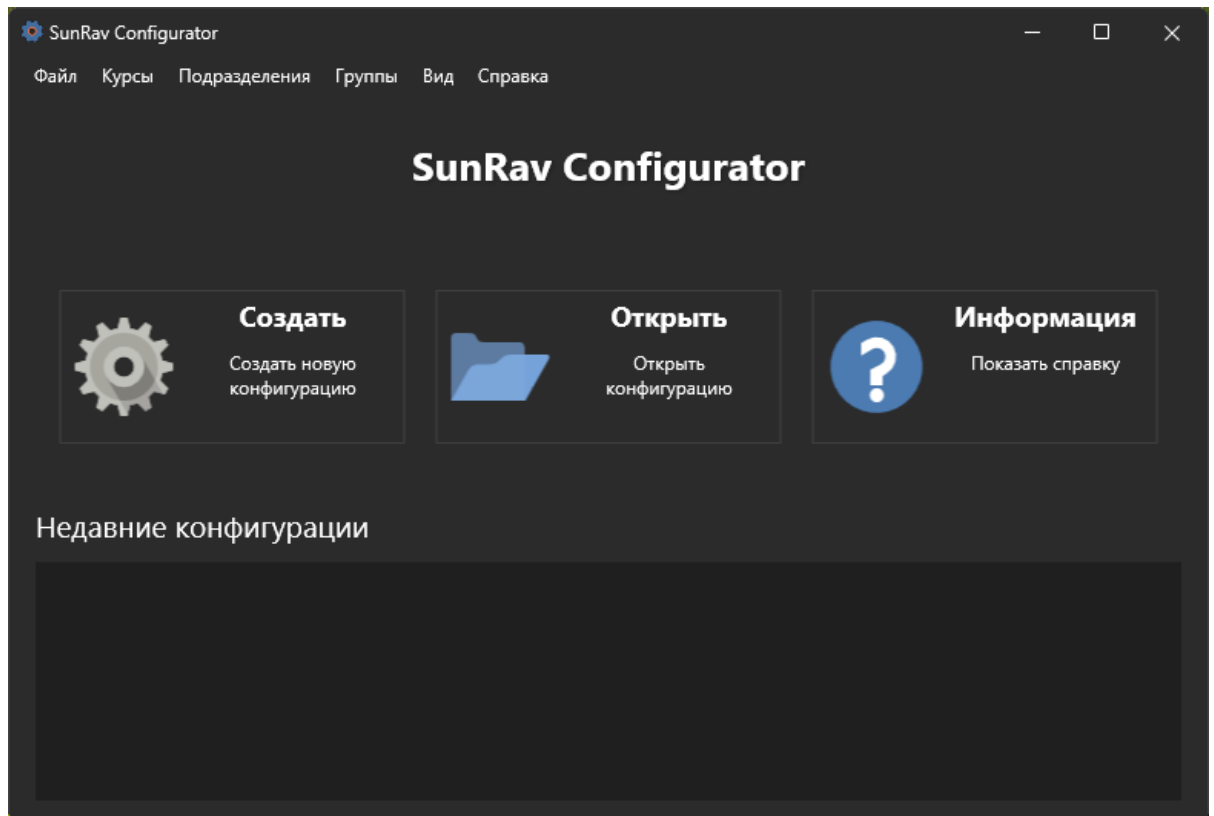 SunRav Configurator
Файл Курсы Подразделения Группы Вид Справка
SunRav Configurator
Создать
Создать новую
конфигурацию
Открыть
Открыть
конфигурацию
?
Информация
Показать справку
Недавние конфигурации